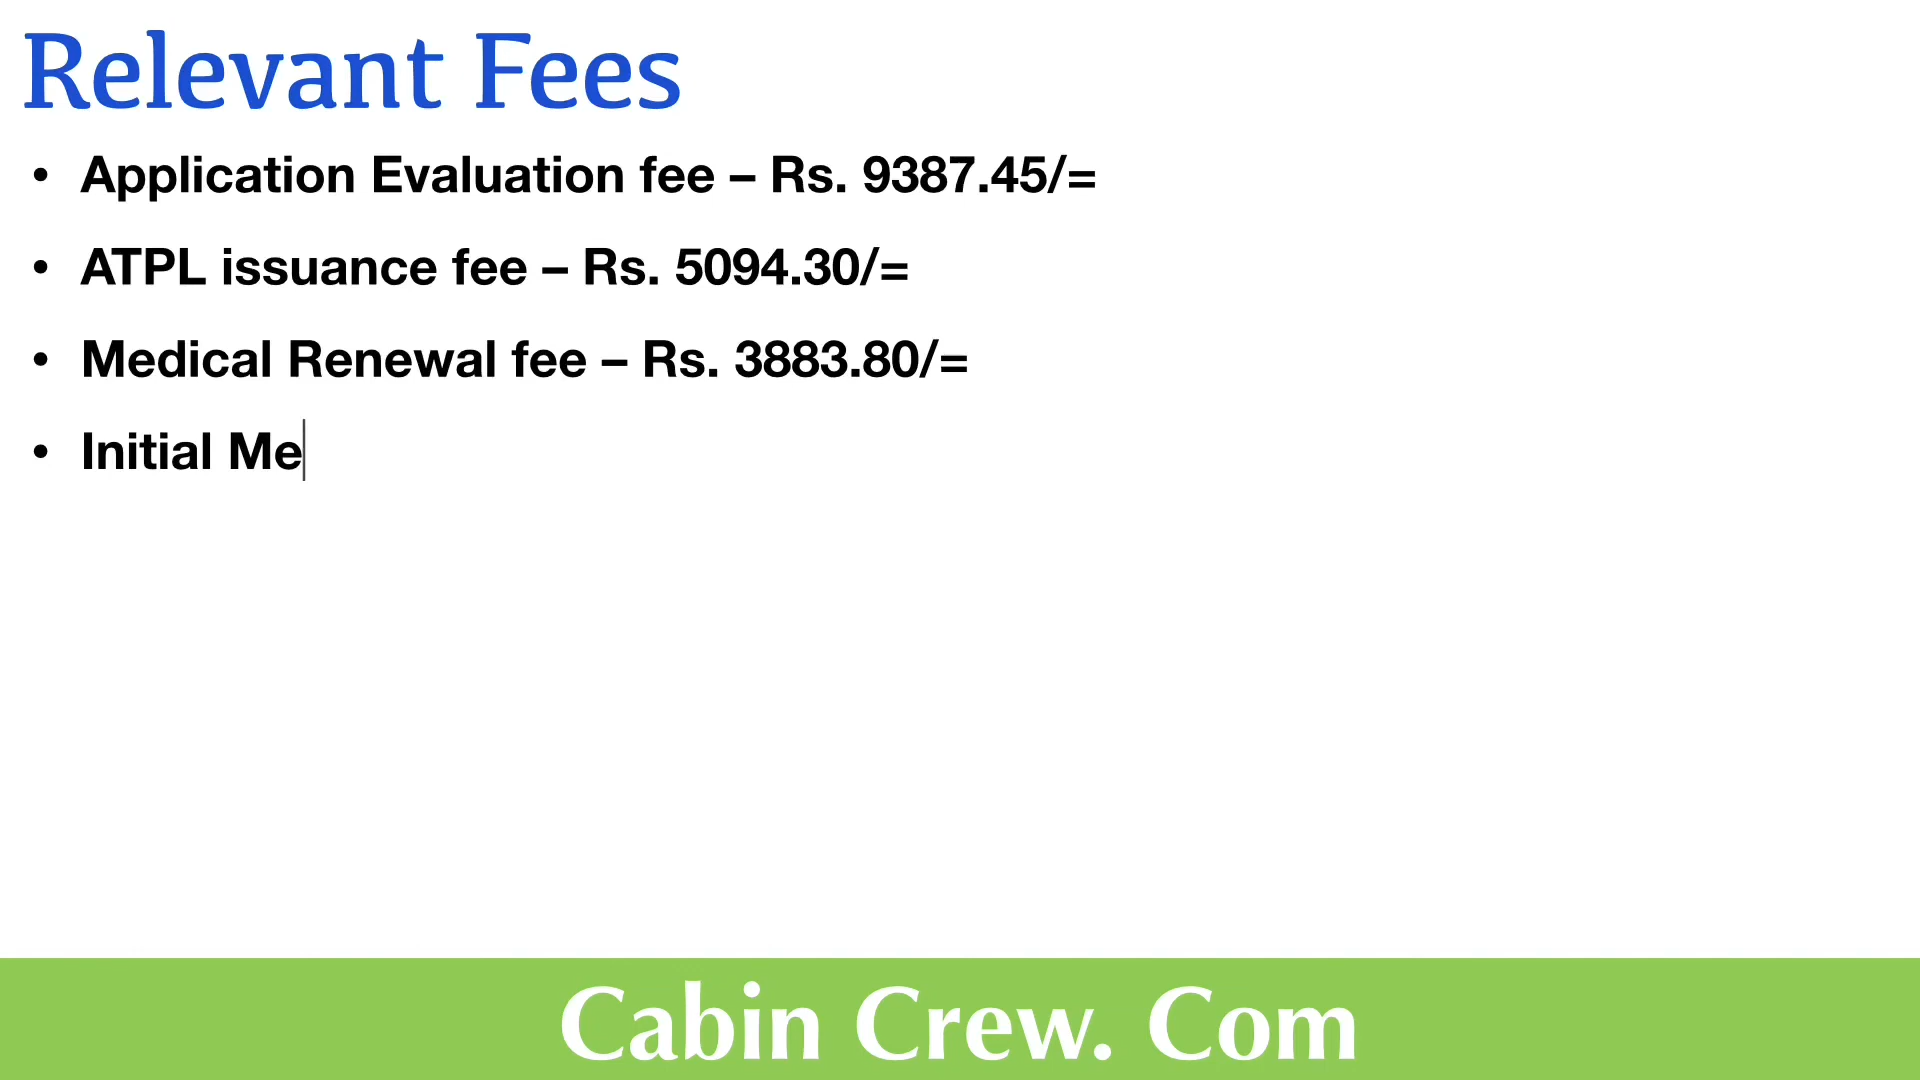 Relevant Fees
• Application Evaluation fee – Rs. 9387.45/=
• ATPL issuance fee – Rs. 5094.30/=
• Medical Renewal fee – Rs. 3883.80/=
• Initial Me
Cabin Crew. Com